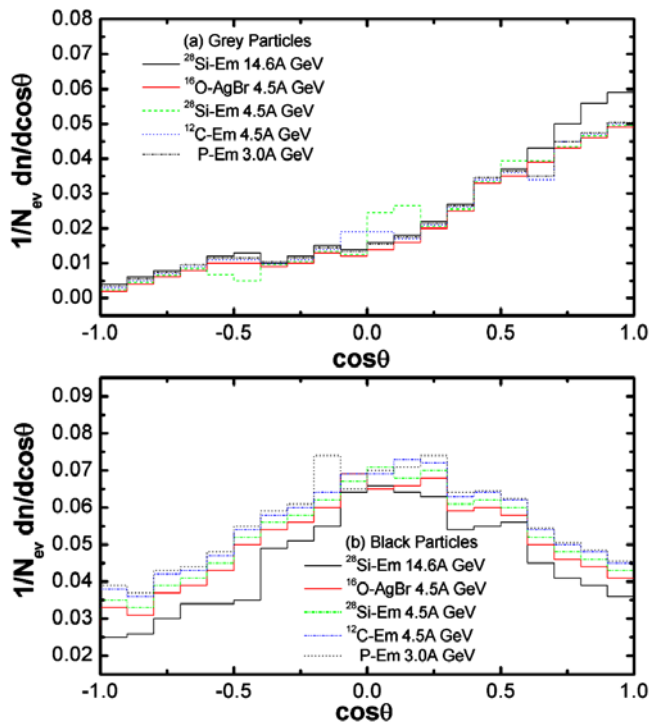 0.08
0.07
0.06
0.05
0.04
0.03
0.02
0.01
0.00
1/N_ev dn/dcosθ
(a) Grey Particles
²⁸Si-Em 14.6A GeV
¹⁶O-AgBr 4.5A GeV
²⁸Si-Em 4.5A GeV
¹²C-Em 4.5A GeV
P-Em 3.0A GeV
-1.0 -0.5 0.0 0.5 1.0
cosθ
0.09
0.08
0.07
0.06
0.05
0.04
0.03
0.02
1/N_ev dn/dcosθ
(b) Black Particles
²⁸Si-Em 14.6A GeV
¹⁶O-AgBr 4.5A GeV
²⁸Si-Em 4.5A GeV
¹²C-Em 4.5A GeV
P-Em 3.0A GeV
-1.0 -0.5 0.0 0.5 1.0
cosθ